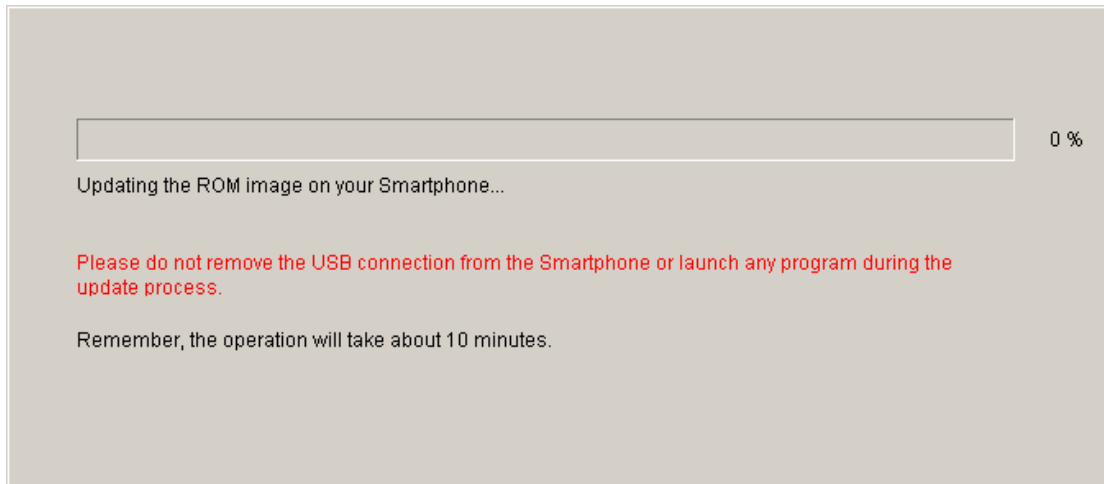 0 %
Updating the ROM image on your Smartphone...
Please do not remove the USB connection from the Smartphone or launch any program during the
update process.
Remember, the operation will take about 10 minutes.